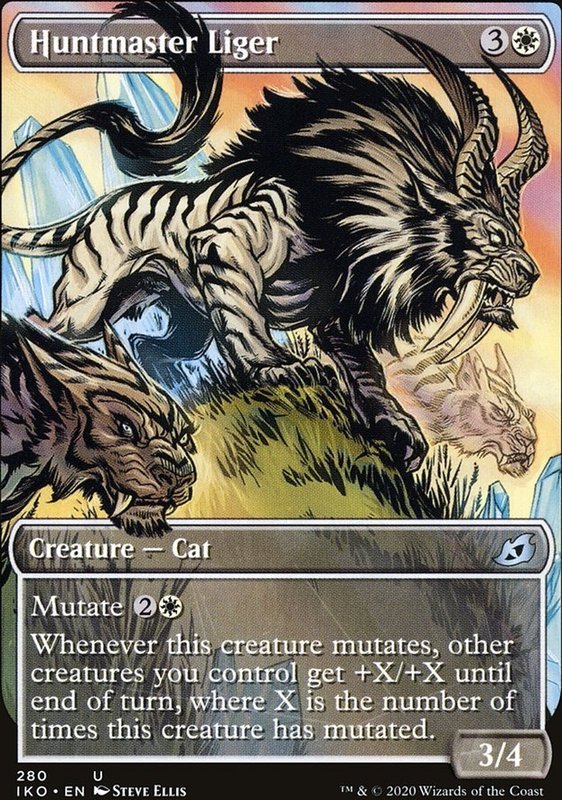 Huntmaster Liger 3
Creature — Cat
Mutate 2
Whenever this creature mutates, other
creatures you control get +X/+X until
end of turn, where X is the number of
times this creature has mutated.
3/4
280 U
IKO • EN Steve Ellis ™ & © 2020 Wizards of the Coast